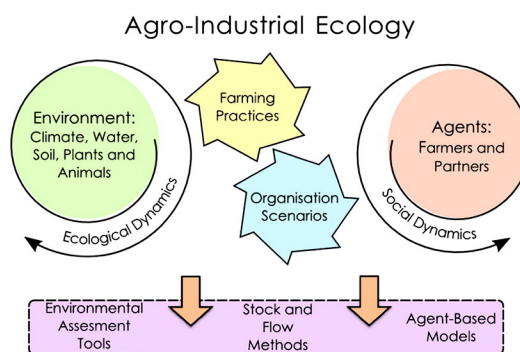 Agro-Industrial Ecology
Environment:
Climate, Water,
Soil, Plants and
Animals
Ecological Dynamics
Farming
Practices
Organisation
Scenarios
Agents:
Farmers and
Partners
Social Dynamics
Environmental
Assesment
Tools
Stock and
Flow
Methods
Agent-Based
Models